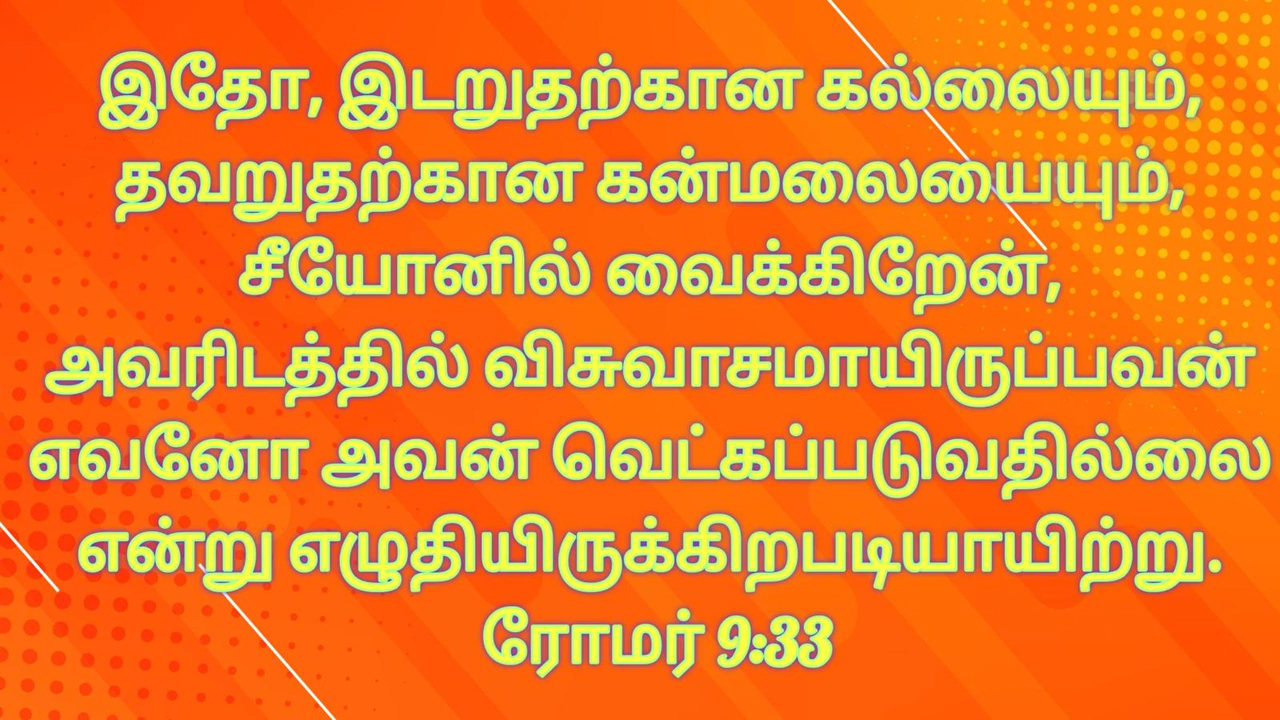 இதோ, இடறுதற்கான கல்லையும்,
தவறுதற்கான கன்மலையையும்,
சீயோனில் வைக்கிறேன்,
அவரிடத்தில் விசுவாசமாயிருப்பவன்
எவனோ அவன் வெட்கப்படுவதில்லை
என்று எழுதியிருக்கிறபடியாயிற்று.
ரோமர் 9:33